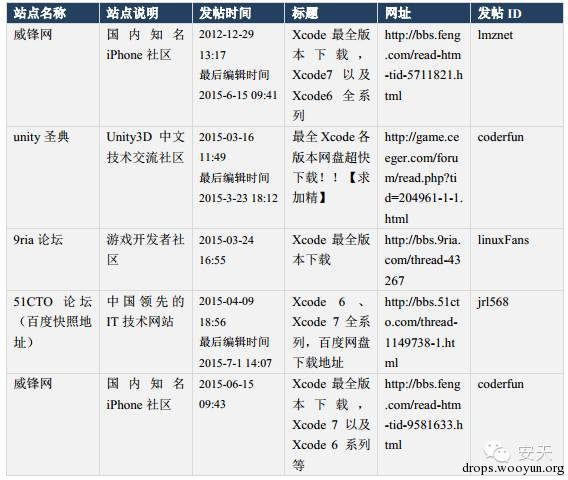 站点名称 站点说明 发帖时间 标题 网址 发帖 ID
威锋网 国内知名 2012-12-29 Xcode 最全版 http://bbs.feng lmznet
iPhone 社区 13:17 本下载， .com/read-htm
最后编辑时间 Xcode7 以及 -tid-5711821.h
2015-6-15 09:41 Xcode6 全系 tml
列
unity 圣典 Unity3D 中文 2015-03-16 最全 Xcode 各 http://game.ce coderfun
技术交流社区 11:49 版本网盘超快 eger.com/foru
最后编辑时间 下载！！【求 m/read.php?ti
2015-3-23 18:12 加精】 d=204961-1-1.
html
9ria 论坛 游戏开发者社 2015-03-24 Xcode 最全版 http://bbs.9ria. linuxFans
区 16:55 本下载 com/thread-43
267
51CTO 论坛 中国领先的 2015-04-09 Xcode 6 、 http://bbs.51ct jrl568
（百度快照地 IT 技术网站 18:56 Xcode 7 全系 o.com/thread-
址） 最后编辑时间 列，百度网盘 1149738-1.ht
2015-7-1 14:07 下载地址 ml
威锋网 国内知名 2015-06-15 Xcode 最全版 http://bbs.feng coderfun
iPhone 社区 09:43 本下载， .com/read-htm
Xcode 7 以及 -tid-9581633.h
Xcode 6 系列 tml
等
安天
drops.wooyun.org